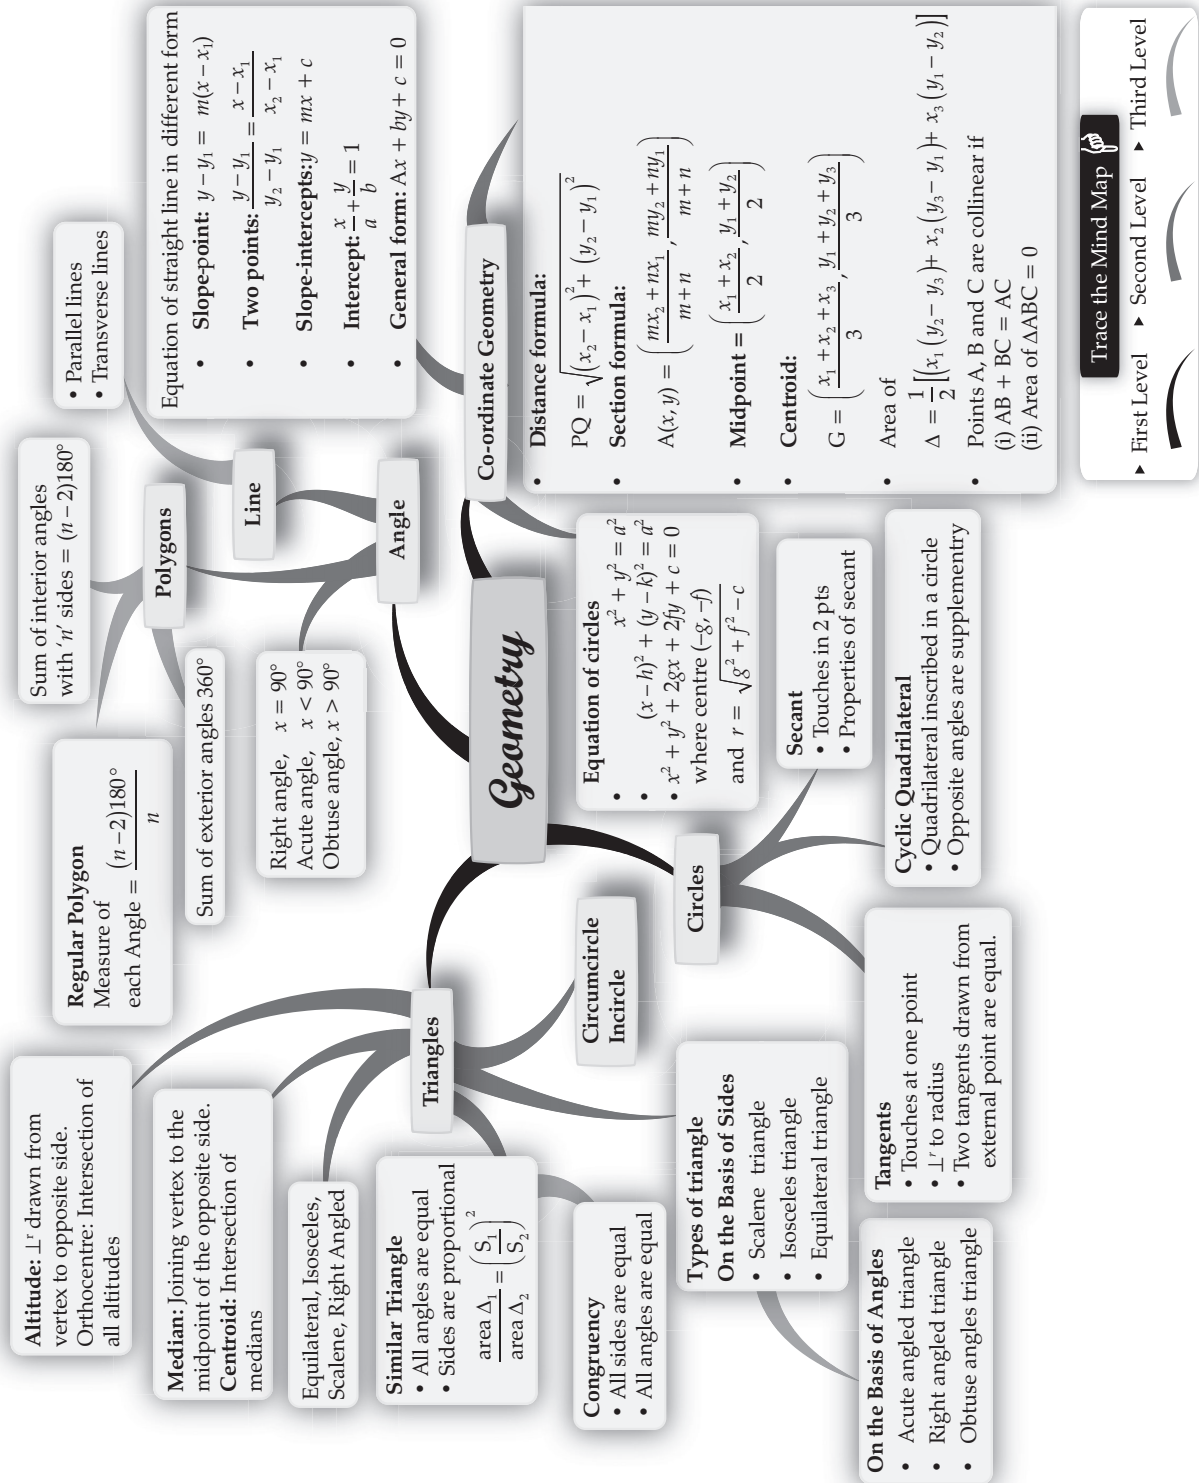 Geometry
Triangles
Altitude: ⊥ʳ drawn from
vertex to opposite side.
Orthocentre: Intersection of
all altitudes
Median: Joining vertex to the
midpoint of the opposite side.
Centroid: Intersection of
medians
Equilateral, Isosceles,
Scalene, Right Angled
Similar Triangle
• All angles are equal
• Sides are proportional
area Δ₁ / area Δ₂ = (S₁ / S₂)²
Congruency
• All sides are equal
• All angles are equal
Types of triangle
On the Basis of Sides
• Scalene triangle
• Isosceles triangle
• Equilateral triangle
On the Basis of Angles
• Acute angled triangle
• Right angled triangle
• Obtuse angles triangle
Circumcircle
Incircle
Regular Polygon
Measure of
each Angle = (n−2)180° / n
Sum of interior angles
with ‘n’ sides = (n − 2)180°
Sum of exterior angles 360°
Polygons
Right angle, x = 90°
Acute angle, x < 90°
Obtuse angle, x > 90°
Angle
Line
• Parallel lines
• Transverse lines
Circles
Tangents
• Touches at one point
• ⊥ʳ to radius
• Two tangents drawn from
external point are equal.
Cyclic Quadrilateral
• Quadrilateral inscribed in a circle
• Opposite angles are supplementry
Secant
• Touches in 2 pts
• Properties of secant
Equation of circles
• x² + y² = a²
• (x − h)² + (y − k)² = a²
• x² + y² + 2gx + 2fy + c = 0
where centre (−g, −f)
and r = √(g² + f² − c)
Co-ordinate Geometry
Equation of straight line in different form
• Slope-point: y − y₁ = m(x − x₁)
• Two points: (y − y₁) / (y₂ − y₁) = (x − x₁) / (x₂ − x₁)
• Slope-intercepts:y = mx + c
• Intercept: x/a + y/b = 1
• General form: Ax + by + c = 0
• Distance formula:
PQ = √((x₂ − x₁)² + (y₂ − y₁)²)
• Section formula:
A(x, y) = ((mx₂ + nx₁) / (m + n), (my₂ + ny₁) / (m + n))
• Midpoint = ((x₁ + x₂) / 2, (y₁ + y₂) / 2)
• Centroid:
G = ((x₁ + x₂ + x₃) / 3, (y₁ + y₂ + y₃) / 3)
• Area of
Δ = 1/2 [(x₁ (y₂ − y₃) + x₂ (y₃ − y₁) + x₃ (y₁ − y₂)]
• Points A, B and C are collinear if
(i) AB + BC = AC
(ii) Area of ΔABC = 0
Trace the Mind Map
First Level
Second Level
Third Level